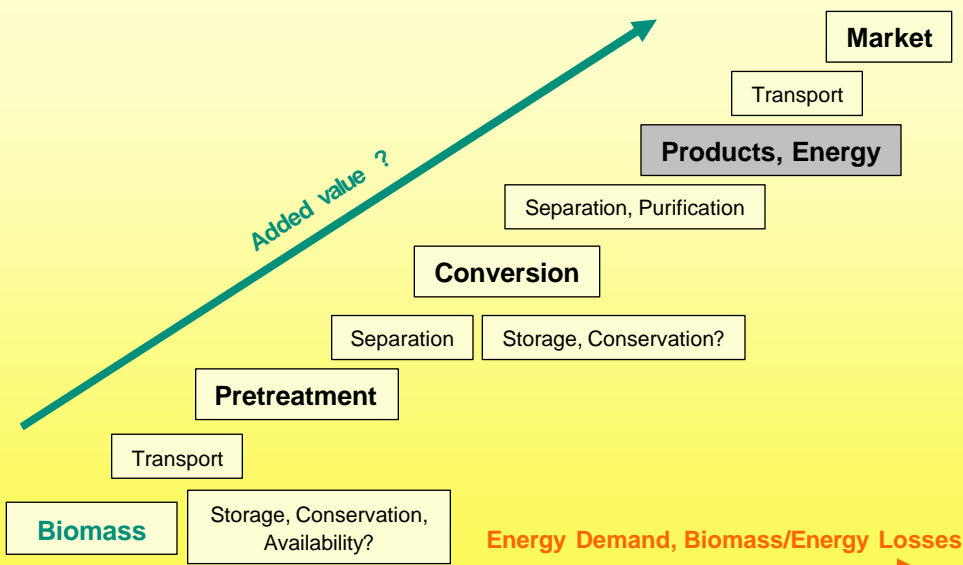 Market
Transport
Products, Energy
Added value ?
Separation, Purification
Conversion
Separation
Storage, Conservation?
Pretreatment
Transport
Biomass
Storage, Conservation,
Availability?
Energy Demand, Biomass/Energy Losses